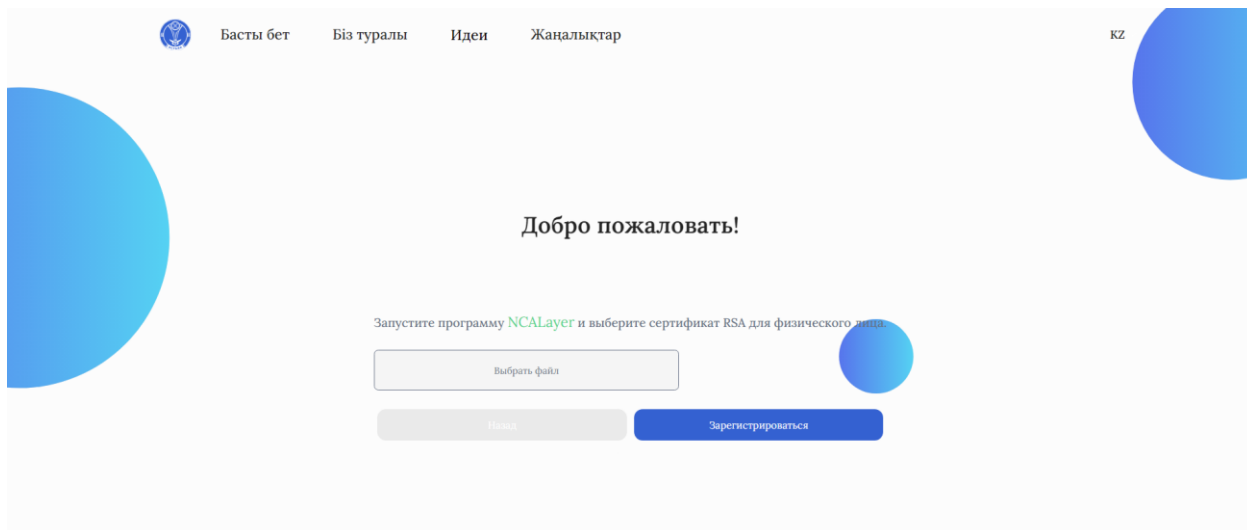 Басты бет Біз туралы Идеи Жаңалықтар KZ
Добро пожаловать!
Запустите программу NCALayer и выберите сертификат RSA для физического лица.
Выбрать файл
Назад Зарегистрироваться